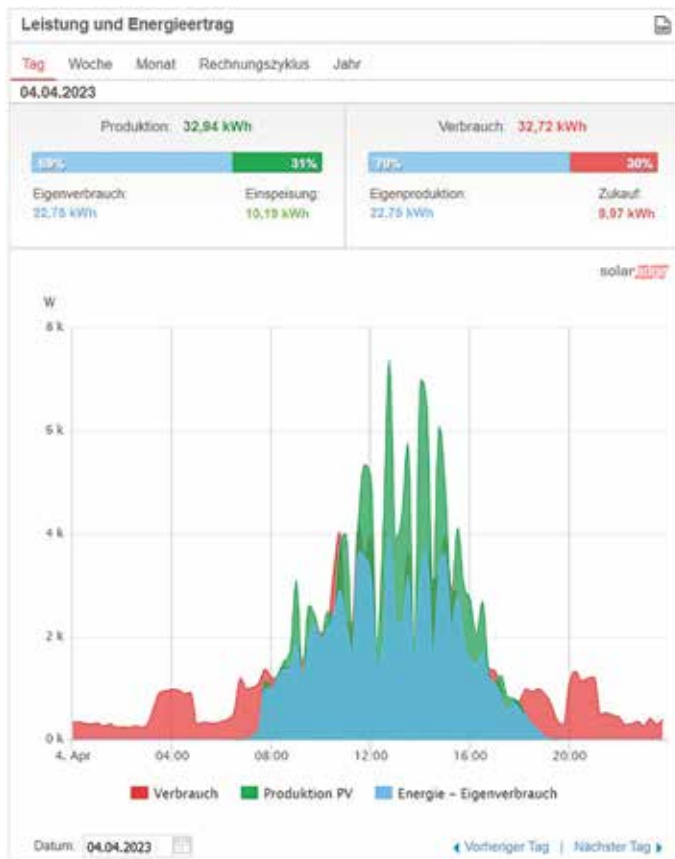 Leistung und Energieertrag
Tag Woche Monat Rechnungszyklus Jahr
04.04.2023
Produktion: 32,94 kWh
Verbrauch: 32,72 kWh
69% 31%
70% 30%
Eigenverbrauch: Einspeisung:
22,75 kWh 10,19 kWh
Eigenproduktion: Zukauf:
22,75 kWh 9,97 kWh
solaredge
W
8 k
6 k
4 k
2 k
0 k
4. Apr 04:00 08:00 12:00 16:00 20:00
Verbrauch Produktion PV Energie – Eigenverbrauch
Datum: 04.04.2023 Vorheriger Tag | Nächster Tag